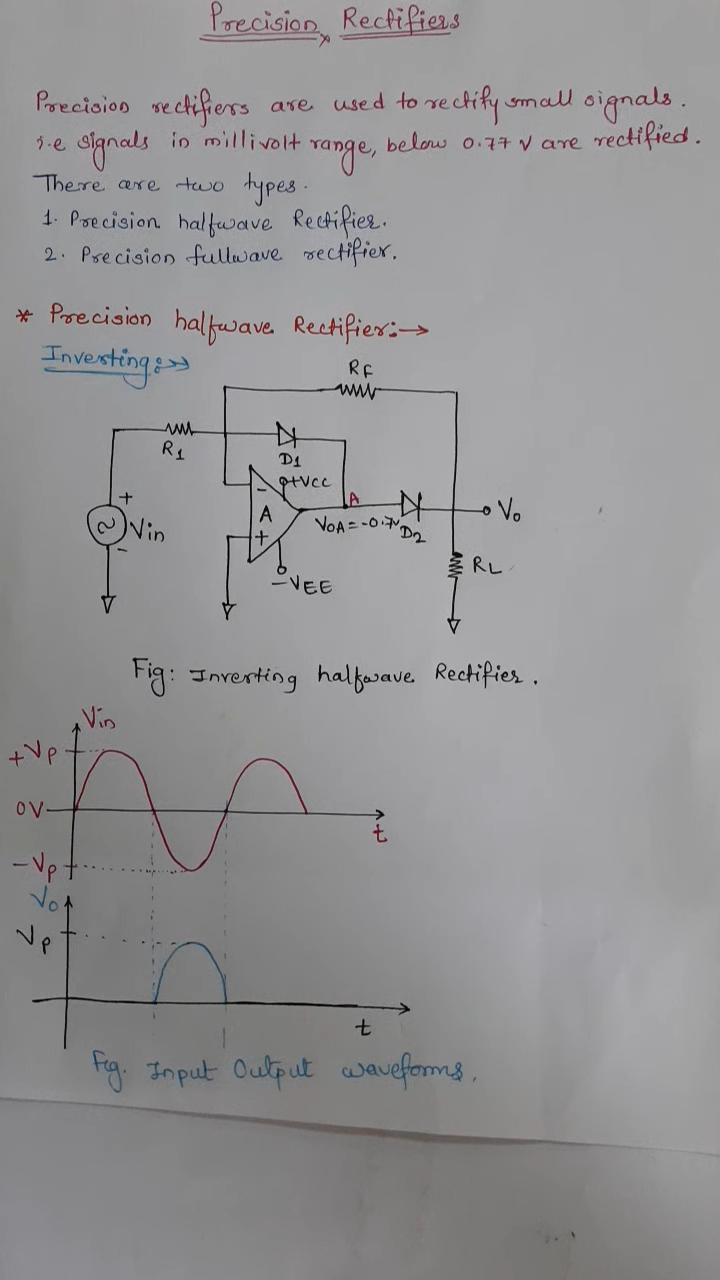 Precision Rectifiers
Precision rectifiers are used to rectify small signals.
i.e signals in millivolt range, below 0.77 V are rectified.
There are two types.
1. Precision halfwave Rectifier.
2. Precision fullwave rectifier.
* Precision halfwave Rectifier:→
Inverting:→
RF
R1
D1
+VCC
A
-
A
+
VOA = -0.7V
D2
Vo
+
Vin
-
-VEE
RL
Fig: Inverting halfwave Rectifier.
Vin
+Vp
0V
t
-Vp
Vo
Vp
t
Fig. Input Output waveforms.